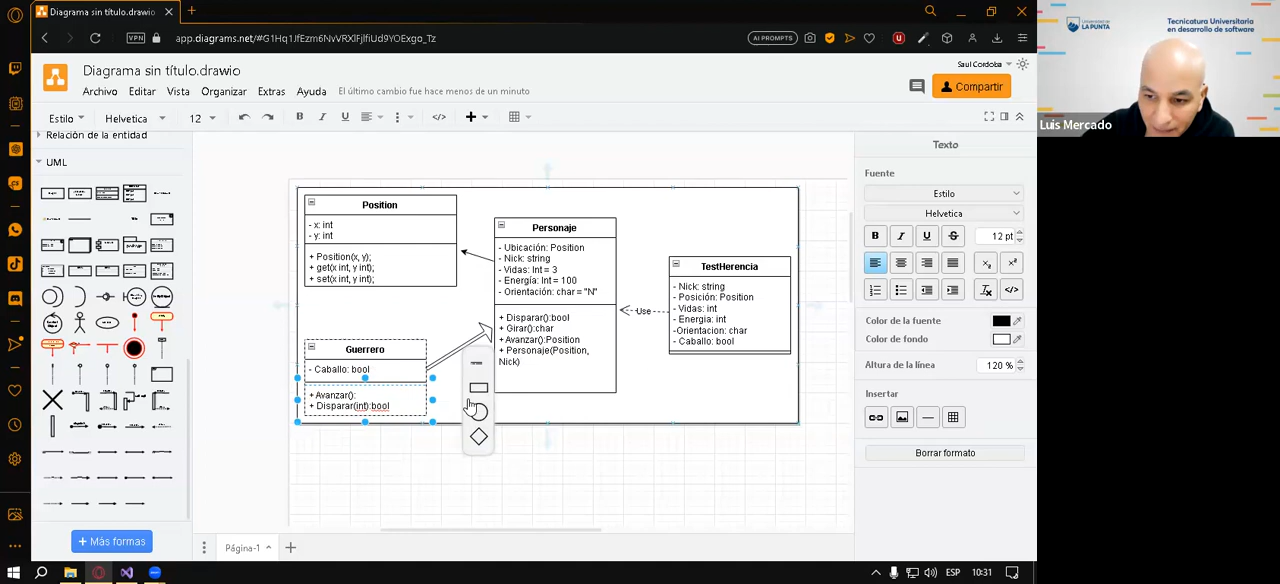 Diagrama sin título.drawio
VPN
app.diagrams.net/#G1Hq1JfEzm6NvVRXlFjlfiUd9YOExgo_Tz
AI PROMPTS
Diagrama sin título.drawio
Saul Cordoba
Archivo Editar Vista Organizar Extras Ayuda
El último cambio fue hace menos de un minuto
Compartir
Estilo
Helvetica
12
B I U
Relación de la entidad
UML
Más formas
Position
- x: int
- y: int
+ Position(x, y);
+ get(x int, y int);
+ set(x int, y int);
Personaje
- Ubicación: Position
- Nick: string
- Vidas: Int = 3
- Energía: Int = 100
- Orientación: char = "N"
+ Disparar():bool
+ Girar():char
+ Avanzar():Position
+ Personaje(Position,
Nick)
Use
TestHerencia
- Nick: string
- Posición: Position
- Vidas: int
- Energia: int
-Orientacion: char
- Caballo: bool
Guerrero
- Caballo: bool
+ Avanzar():
+ Disparar(int):bool
Página-1
Texto
Fuente
Estilo
Helvetica
B I U S
12 pt
Color de la fuente
Color de fondo
Altura de la línea
120 %
Insertar
Borrar formato
Universidad de
LA PUNTA
Tecnicatura Universitaria
en desarrollo de software
Luis Mercado
ESP
10:31